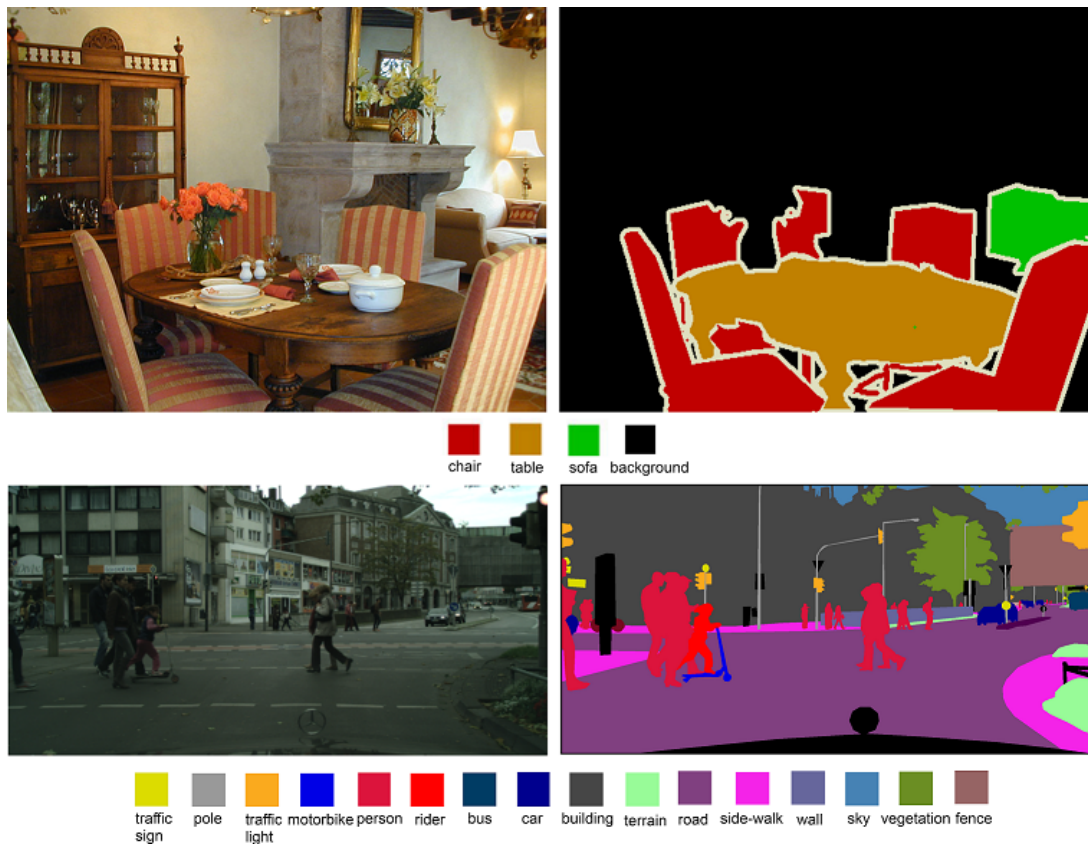 chair table sofa background
traffic sign pole traffic light motorbike person rider bus car building terrain road side-walk wall sky vegetation fence